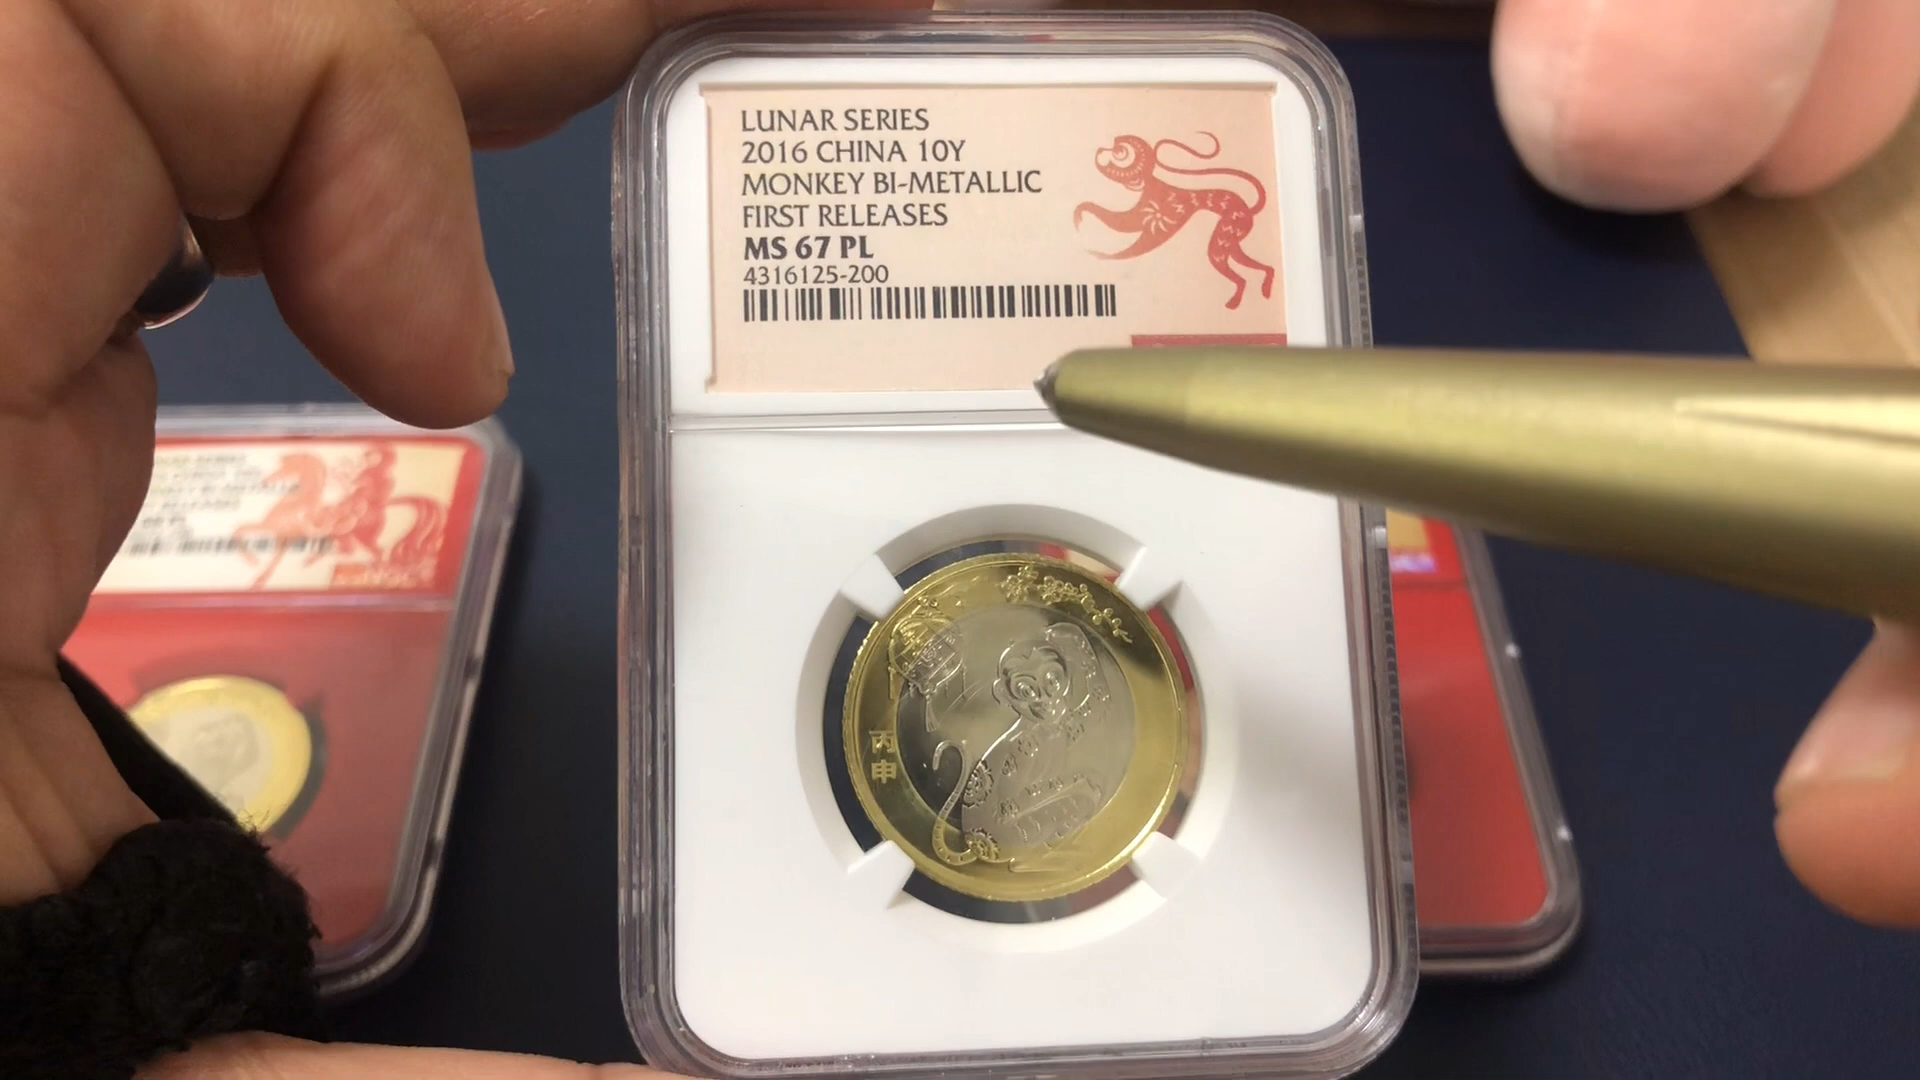 LUNAR SERIES
2016 CHINA 10Y
MONKEY BI-METALLIC
FIRST RELEASES
MS 67 PL
4316125-200
丙
申